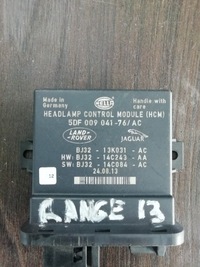 Made in Germany
HELLA
Handle with care
HEADLAMP CONTROL MODULE (HCM)
5DF 009 041-76/AC
LAND ROVER
JAGUAR
BJ32 - 13K031 - AC
HW: BJ32 - 14C243 - AA
SW: BJ32 - 14C084 - AC
24.08.13
RANGE 13